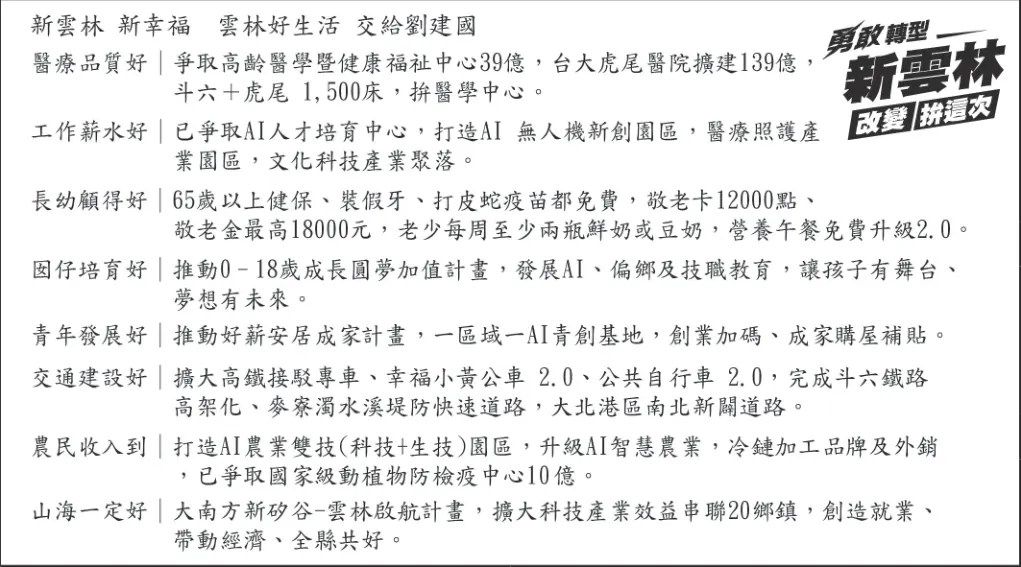 新雲林 新幸福　雲林好生活 交給劉建國
勇敢轉型
新雲林
改變 拚這次
醫療品質好｜爭取高齡醫學暨健康福祉中心39億，台大虎尾醫院擴建139億，
斗六＋虎尾 1,500床，拚醫學中心。
工作薪水好｜已爭取AI人才培育中心，打造AI 無人機新創園區，醫療照護產
業園區，文化科技產業聚落。
長幼顧得好｜65歲以上健保、裝假牙、打皮蛇疫苗都免費，敬老卡12000點、
敬老金最高18000元，老少每周至少兩瓶鮮奶或豆奶，營養午餐免費升級2.0。
囡仔培育好｜推動0–18歲成長圓夢加值計畫，發展AI、偏鄉及技職教育，讓孩子有舞台、
夢想有未來。
青年發展好｜推動好薪安居成家計畫，一區域一AI青創基地，創業加碼、成家購屋補貼。
交通建設好｜擴大高鐵接駁專車、幸福小黃公車 2.0、公共自行車 2.0，完成斗六鐵路
高架化、麥寮濁水溪堤防快速道路，大北港區南北新闢道路。
農民收入到｜打造AI農業雙技(科技+生技)園區，升級AI智慧農業，冷鏈加工品牌及外銷
，已爭取國家級動植物防檢疫中心10億。
山海一定好｜大南方新矽谷-雲林啟航計畫，擴大科技產業效益串聯20鄉鎮，創造就業、
帶動經濟、全縣共好。